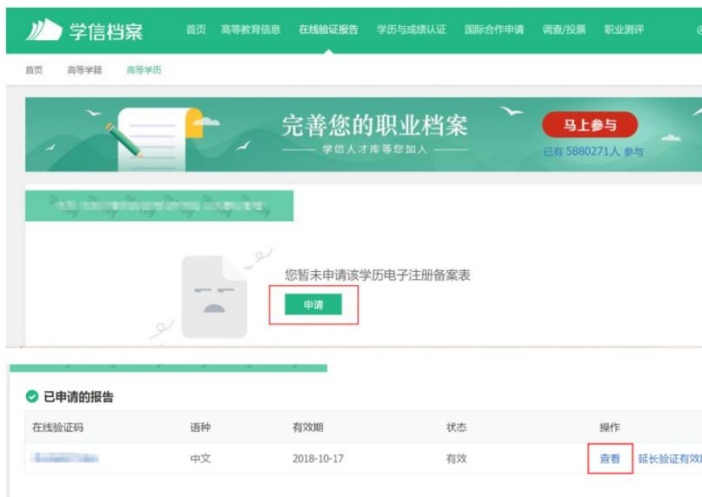 学信档案 首页 高等教育信息 在线验证报告 学历与成绩认证 国际合作申请 调查/投票 职业测评
首页 高等学籍 高等学历
完善您的职业档案
学信人才库等您加入
马上参与
已有 5880271人 参与
您暂未申请该学历电子注册备案表
申请
已申请的报告
在线验证码 语种 有效期 状态 操作
中文 2018-10-17 有效 查看 延长验证有效